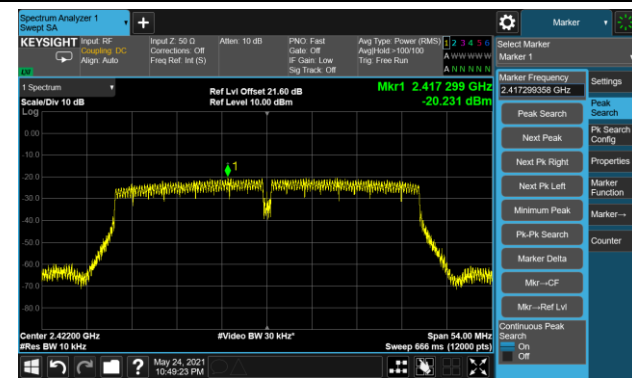 Spectrum Analyzer 1
Swept SA
Marker
KEYSIGHT
Input: RF
Coupling: DC
Align: Auto
Input Z: 50 Ω
Corrections: Off
Freq Ref: Int (S)
Atten: 10 dB
PNO: Fast
Gate: Off
IF Gain: Low
Sig Track: Off
Avg Type: Power (RMS)
Avg|Hold:>100/100
Trig: Free Run
1 2 3 4 5 6
A W W W W W
A N N N N N
Select Marker
Marker 1
LXI
1 Spectrum
Scale/Div 10 dB
Log
Ref Lvl Offset 21.60 dB
Ref Level 10.00 dBm
Mkr1 2.417 299 GHz
-20.231 dBm
Marker Frequency
2.417299358 GHz
Settings
Peak Search
Peak Search
Next Peak
Pk Search Config
Next Pk Right
Properties
Next Pk Left
Marker Function
Minimum Peak
Marker→
Pk-Pk Search
Counter
Marker Delta
Mkr→CF
Mkr→Ref Lvl
Continuous Peak Search
On
Off
0.00
-10.0
-20.0
-30.0
-40.0
-50.0
-60.0
-70.0
-80.0
1
Center 2.42200 GHz
#Res BW 10 kHz
#Video BW 30 kHz*
Span 54.00 MHz
Sweep 666 ms (12000 pts)
?
May 24, 2021
10:49:23 PM